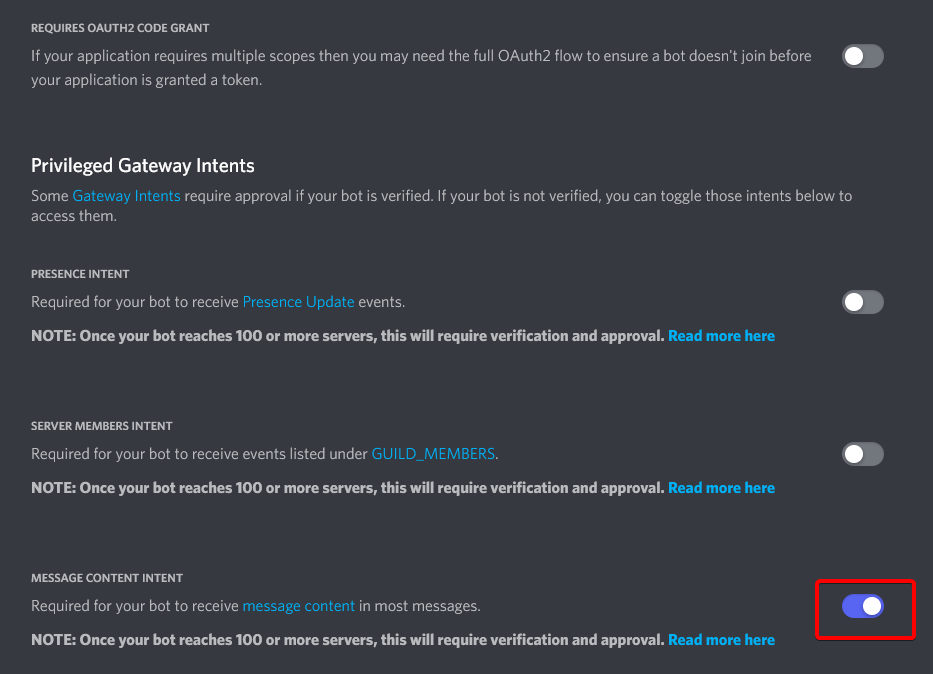 REQUIRES OAUTH2 CODE GRANT
If your application requires multiple scopes then you may need the full OAuth2 flow to ensure a bot doesn't join before
your application is granted a token.
Privileged Gateway Intents
Some Gateway Intents require approval if your bot is verified. If your bot is not verified, you can toggle those intents below to
access them.
PRESENCE INTENT
Required for your bot to receive Presence Update events.
NOTE: Once your bot reaches 100 or more servers, this will require verification and approval. Read more here
SERVER MEMBERS INTENT
Required for your bot to receive events listed under GUILD_MEMBERS.
NOTE: Once your bot reaches 100 or more servers, this will require verification and approval. Read more here
MESSAGE CONTENT INTENT
Required for your bot to receive message content in most messages.
NOTE: Once your bot reaches 100 or more servers, this will require verification and approval. Read more here